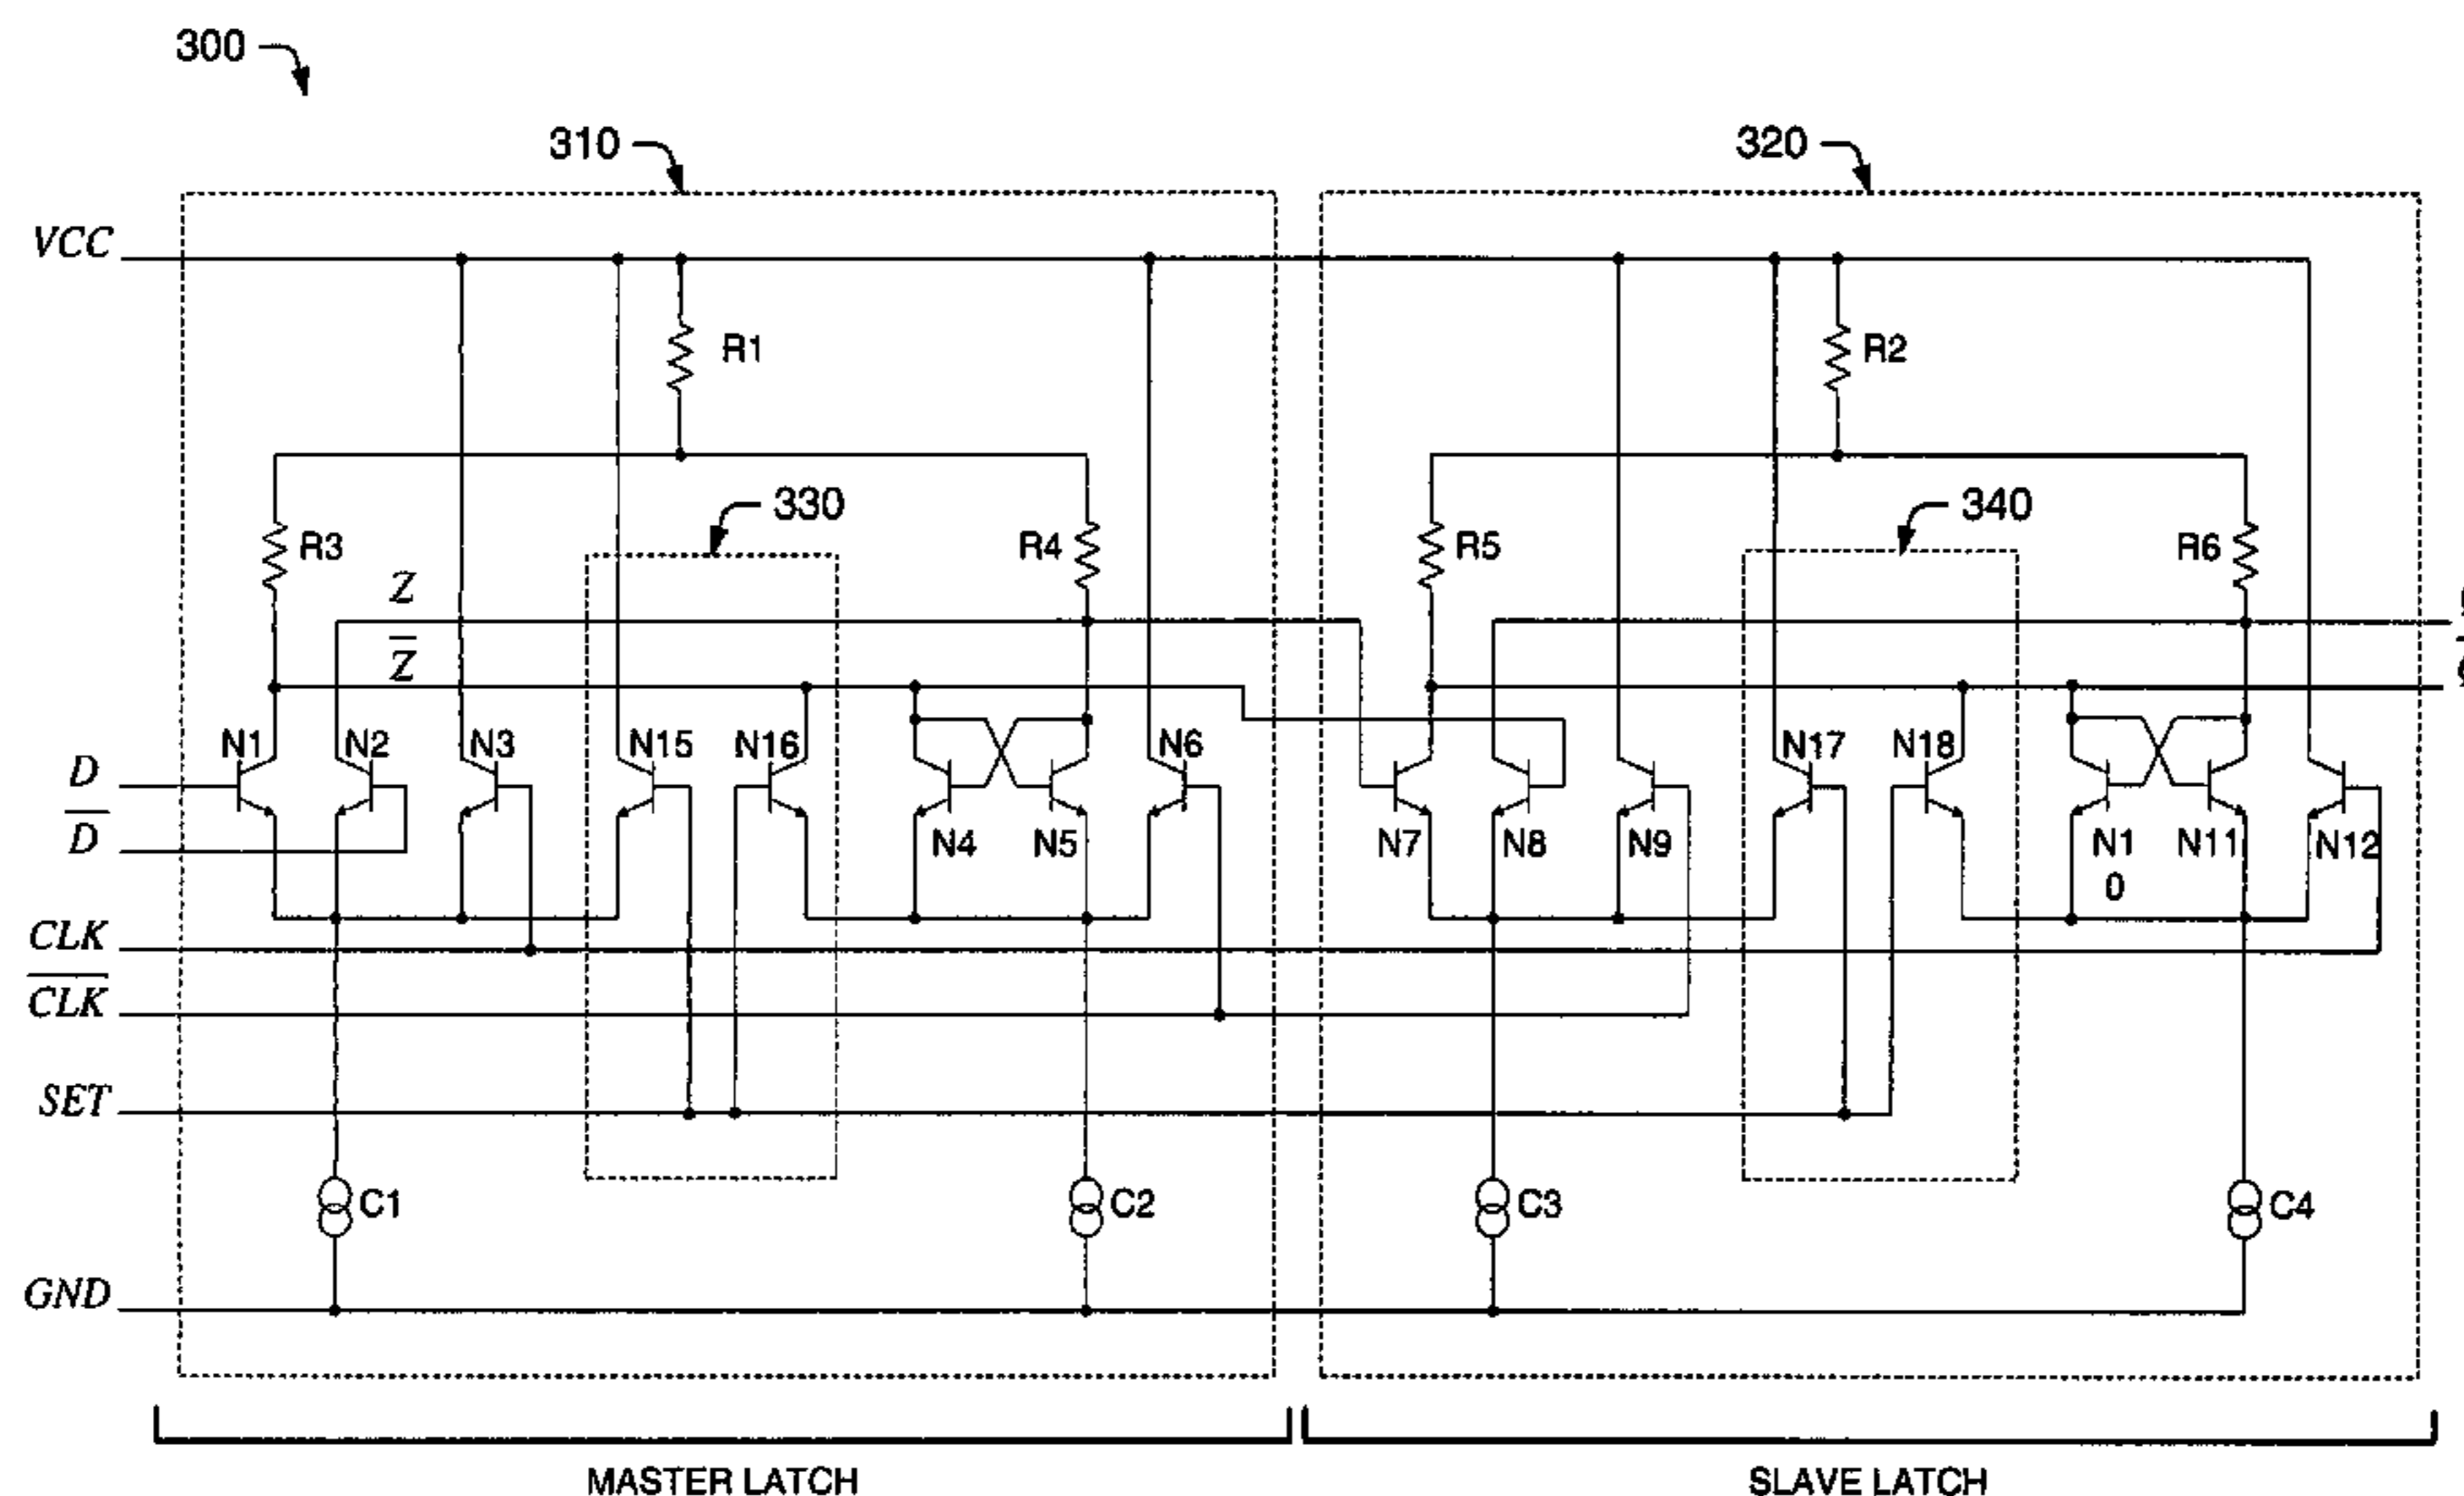 300
310
320
VCC
R1
R2
330
340
R3
R4
R5
R6
Z
Z̅
N1
N2
N3
N15
N16
N6
N17
N18
D
D̅
N4
N5
N7
N8
N9
N1
0
N11
N12
CLK
C̅L̅K̅
SET
C1
C2
C3
C4
GND
MASTER LATCH
SLAVE LATCH